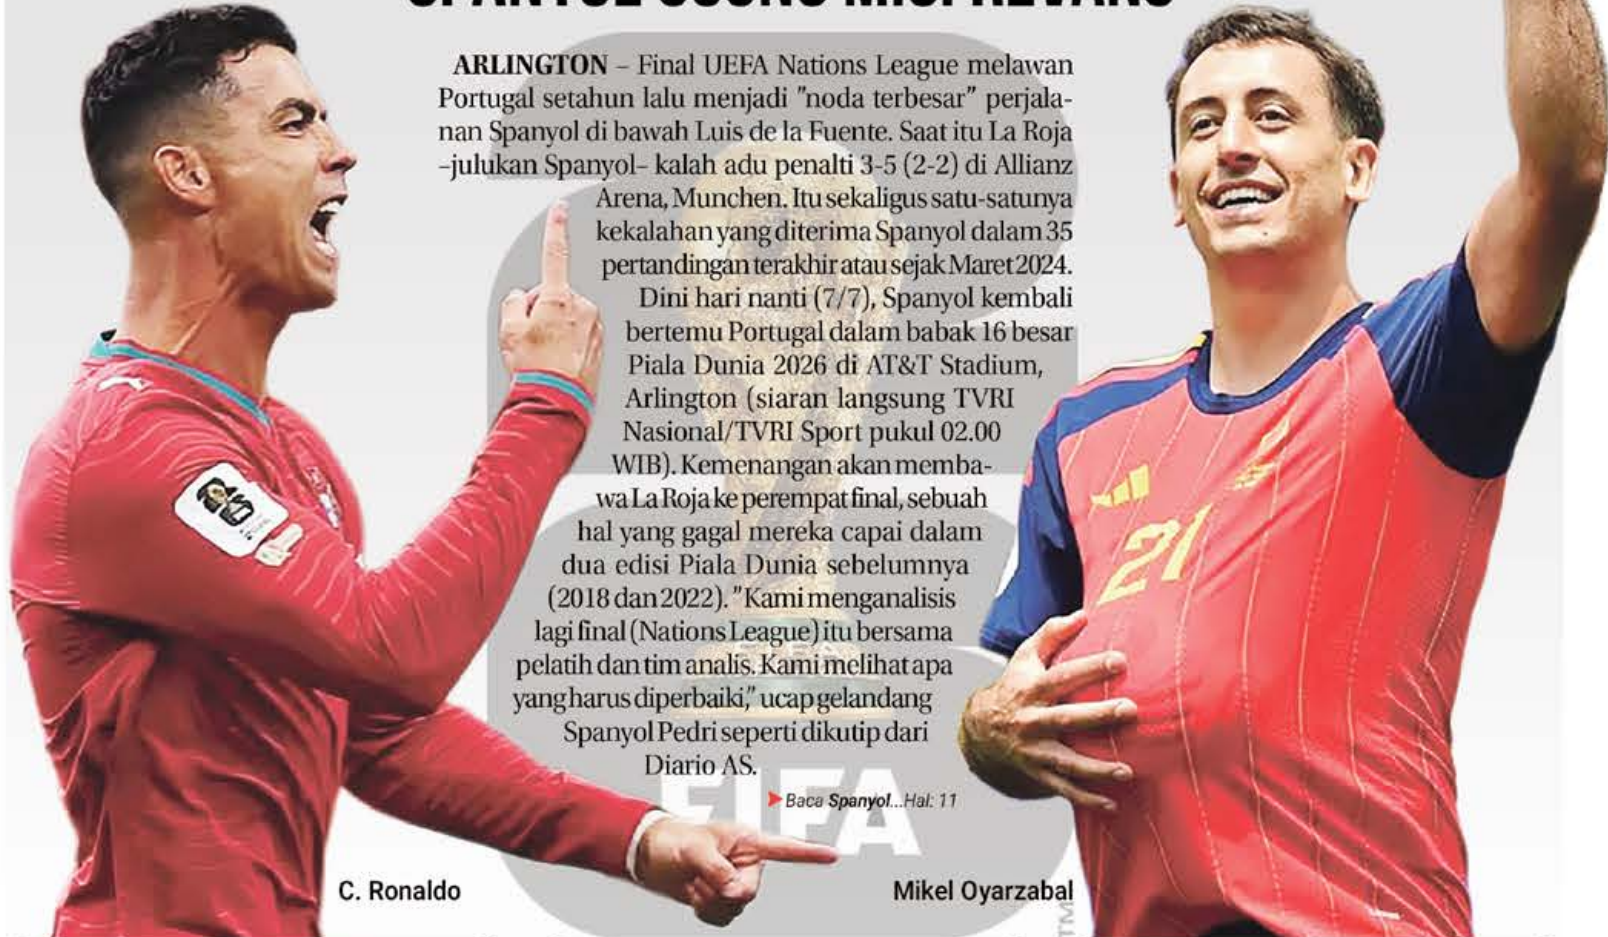 SPANYOL USUNG MISI REVANS
ARLINGTON – Final UEFA Nations League melawan
Portugal setahun lalu menjadi "noda terbesar" perjala-
nan Spanyol di bawah Luis de la Fuente. Saat itu La Roja
–julukan Spanyol– kalah adu penalti 3-5 (2-2) di Allianz
Arena, Munchen. Itu sekaligus satu-satunya
kekalahan yang diterima Spanyol dalam 35
pertandingan terakhir atau sejak Maret 2024.
Dini hari nanti (7/7), Spanyol kembali
bertemu Portugal dalam babak 16 besar
Piala Dunia 2026 di AT&T Stadium,
Arlington (siaran langsung TVRI
Nasional/TVRI Sport pukul 02.00
WIB). Kemenangan akan memba-
wa La Roja ke perempat final, sebuah
hal yang gagal mereka capai dalam
dua edisi Piala Dunia sebelumnya
(2018 dan 2022). "Kami menganalisis
lagi final (Nations League) itu bersama
pelatih dan tim analis. Kami melihat apa
yang harus diperbaiki," ucap gelandang
Spanyol Pedri seperti dikutip dari
Diario AS.
Baca Spanyol...Hal: 11
FIFA
TM
C. Ronaldo
Mikel Oyarzabal
21